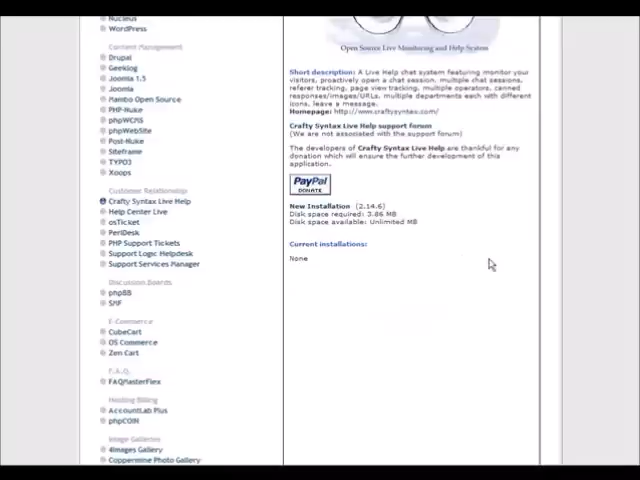 Nucleus
WordPress
Content Management
Drupal
Geeklog
Joomla 1.5
Joomla
Mambo Open Source
PHP-Nuke
phpWCMS
phpWebSite
Post-Nuke
Siteframe
TYPO3
Xoops
Customer Relationship
Crafty Syntax Live Help
Help Center Live
osTicket
PerlDesk
PHP Support Tickets
Support Logic Helpdesk
Support Services Manager
Discussion Boards
phpBB
SMF
E-Commerce
CubeCart
OS Commerce
Zen Cart
F.A.Q.
FAQMasterFlex
Hosting Billing
AccountLab Plus
phpCOIN
Image Galleries
4images Gallery
Coppermine Photo Gallery
Open Source Live Monitoring and Help System
Short description: A Live Help chat system featuring monitor your
visitors, proactively open a chat session, multiple chat sessions,
referer tracking, page view tracking, multiple operators, canned
responses/images/URLs, multiple departments each with different
icons, leave a message.
Homepage: http://www.craftysyntax.com/
Crafty Syntax Live Help support forum
(We are not associated with the support forum)
The developers of Crafty Syntax Live Help are thankful for any
donation which will ensure the further development of this
application.
PayPal
DONATE
New Installation (2.14.6)
Disk space required: 3.86 MB
Disk space available: Unlimited MB
Current installations:
None